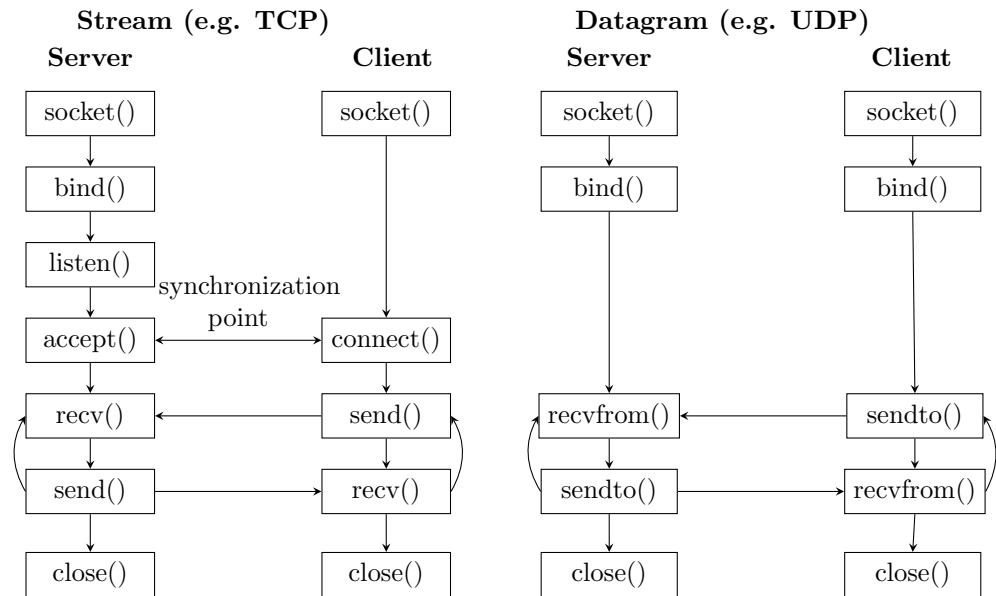 Stream (e.g. TCP)
Server
Client
socket()
bind()
listen()
accept()
recv()
send()
close()
synchronization
point
socket()
connect()
send()
recv()
close()
Datagram (e.g. UDP)
Server
Client
socket()
bind()
recvfrom()
sendto()
close()
socket()
bind()
sendto()
recvfrom()
close()